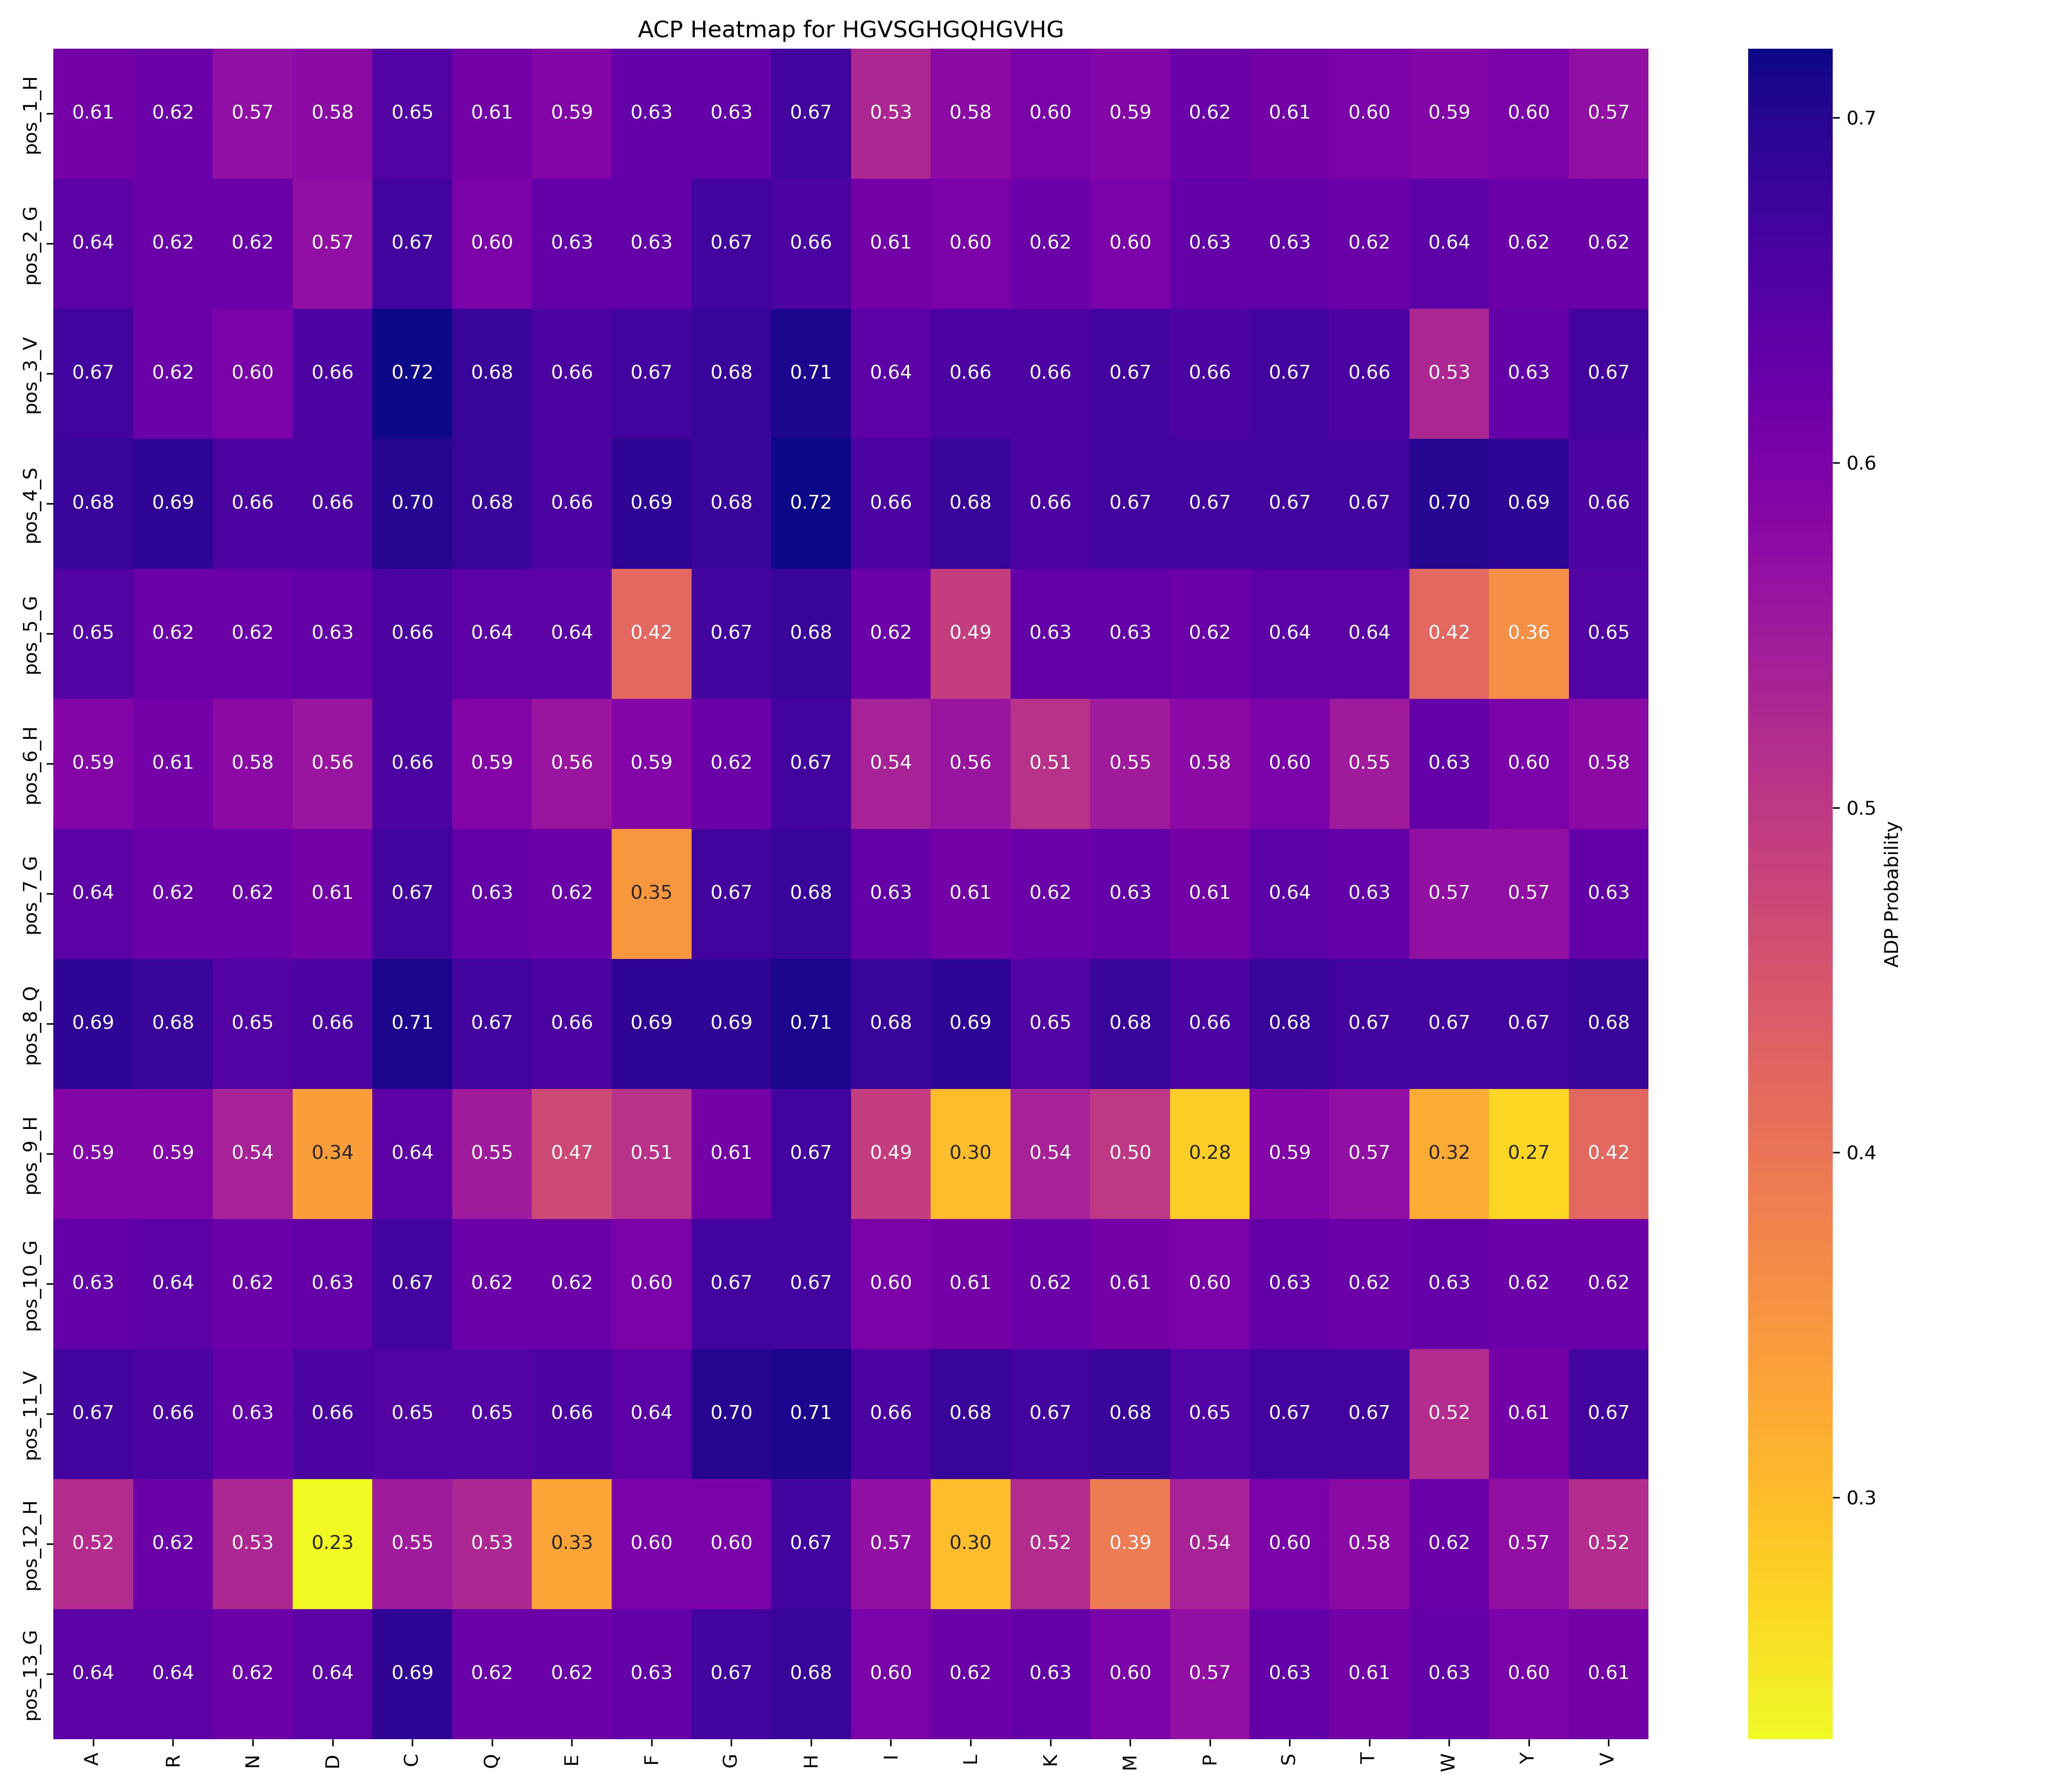 ACP Heatmap for HGVSGHGQHGVHG
pos_1_H 0.61 0.62 0.57 0.58 0.65 0.61 0.59 0.63 0.63 0.67 0.53 0.58 0.60 0.59 0.62 0.61 0.60 0.59 0.60 0.57
pos_2_G 0.64 0.62 0.62 0.57 0.67 0.60 0.63 0.63 0.67 0.66 0.61 0.60 0.62 0.60 0.63 0.63 0.62 0.64 0.62 0.62
pos_3_V 0.67 0.62 0.60 0.66 0.72 0.68 0.66 0.67 0.68 0.71 0.64 0.66 0.66 0.67 0.66 0.67 0.66 0.53 0.63 0.67
pos_4_S 0.68 0.69 0.66 0.66 0.70 0.68 0.66 0.69 0.68 0.72 0.66 0.68 0.66 0.67 0.67 0.67 0.67 0.70 0.69 0.66
pos_5_G 0.65 0.62 0.62 0.63 0.66 0.64 0.64 0.42 0.67 0.68 0.62 0.49 0.63 0.63 0.62 0.64 0.64 0.42 0.36 0.65
pos_6_H 0.59 0.61 0.58 0.56 0.66 0.59 0.56 0.59 0.62 0.67 0.54 0.56 0.51 0.55 0.58 0.60 0.55 0.63 0.60 0.58
pos_7_G 0.64 0.62 0.62 0.61 0.67 0.63 0.62 0.35 0.67 0.68 0.63 0.61 0.62 0.63 0.61 0.64 0.63 0.57 0.57 0.63
pos_8_Q 0.69 0.68 0.65 0.66 0.71 0.67 0.66 0.69 0.69 0.71 0.68 0.69 0.65 0.68 0.66 0.68 0.67 0.67 0.67 0.68
pos_9_H 0.59 0.59 0.54 0.34 0.64 0.55 0.47 0.51 0.61 0.67 0.49 0.30 0.54 0.50 0.28 0.59 0.57 0.32 0.27 0.42
pos_10_G 0.63 0.64 0.62 0.63 0.67 0.62 0.62 0.60 0.67 0.67 0.60 0.61 0.62 0.61 0.60 0.63 0.62 0.63 0.62 0.62
pos_11_V 0.67 0.66 0.63 0.66 0.65 0.65 0.66 0.64 0.70 0.71 0.66 0.68 0.67 0.68 0.65 0.67 0.67 0.52 0.61 0.67
pos_12_H 0.52 0.62 0.53 0.23 0.55 0.53 0.33 0.60 0.60 0.67 0.57 0.30 0.52 0.39 0.54 0.60 0.58 0.62 0.57 0.52
pos_13_G 0.64 0.64 0.62 0.64 0.69 0.62 0.62 0.63 0.67 0.68 0.60 0.62 0.63 0.60 0.57 0.63 0.61 0.63 0.60 0.61
A R N D C Q E F G H I L K M P S T W Y V
0.7
0.6
0.5
0.4
0.3
ADP Probability